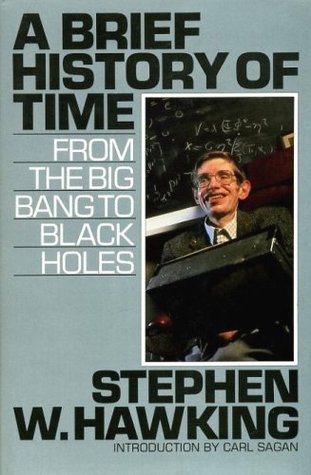 A BRIEF
HISTORY OF
TIME
FROM
THE BIG
BANG TO
BLACK
HOLES
STEPHEN
W. HAWKING
INTRODUCTION BY CARL SAGAN